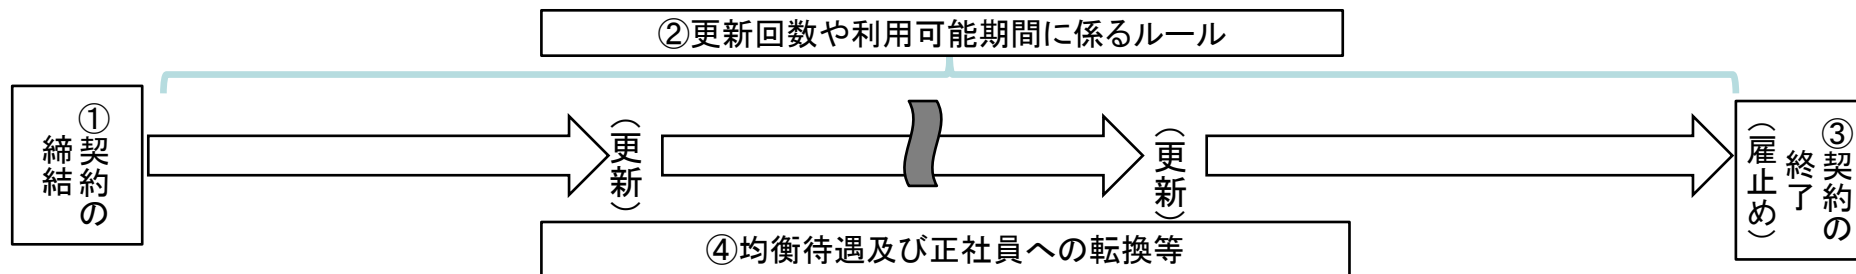 ②更新回数や利用可能期間に係るルール
①契約の
締結
（更新）
（更新）
③契約の
終了
（雇止め）
④均衡待遇及び正社員への転換等